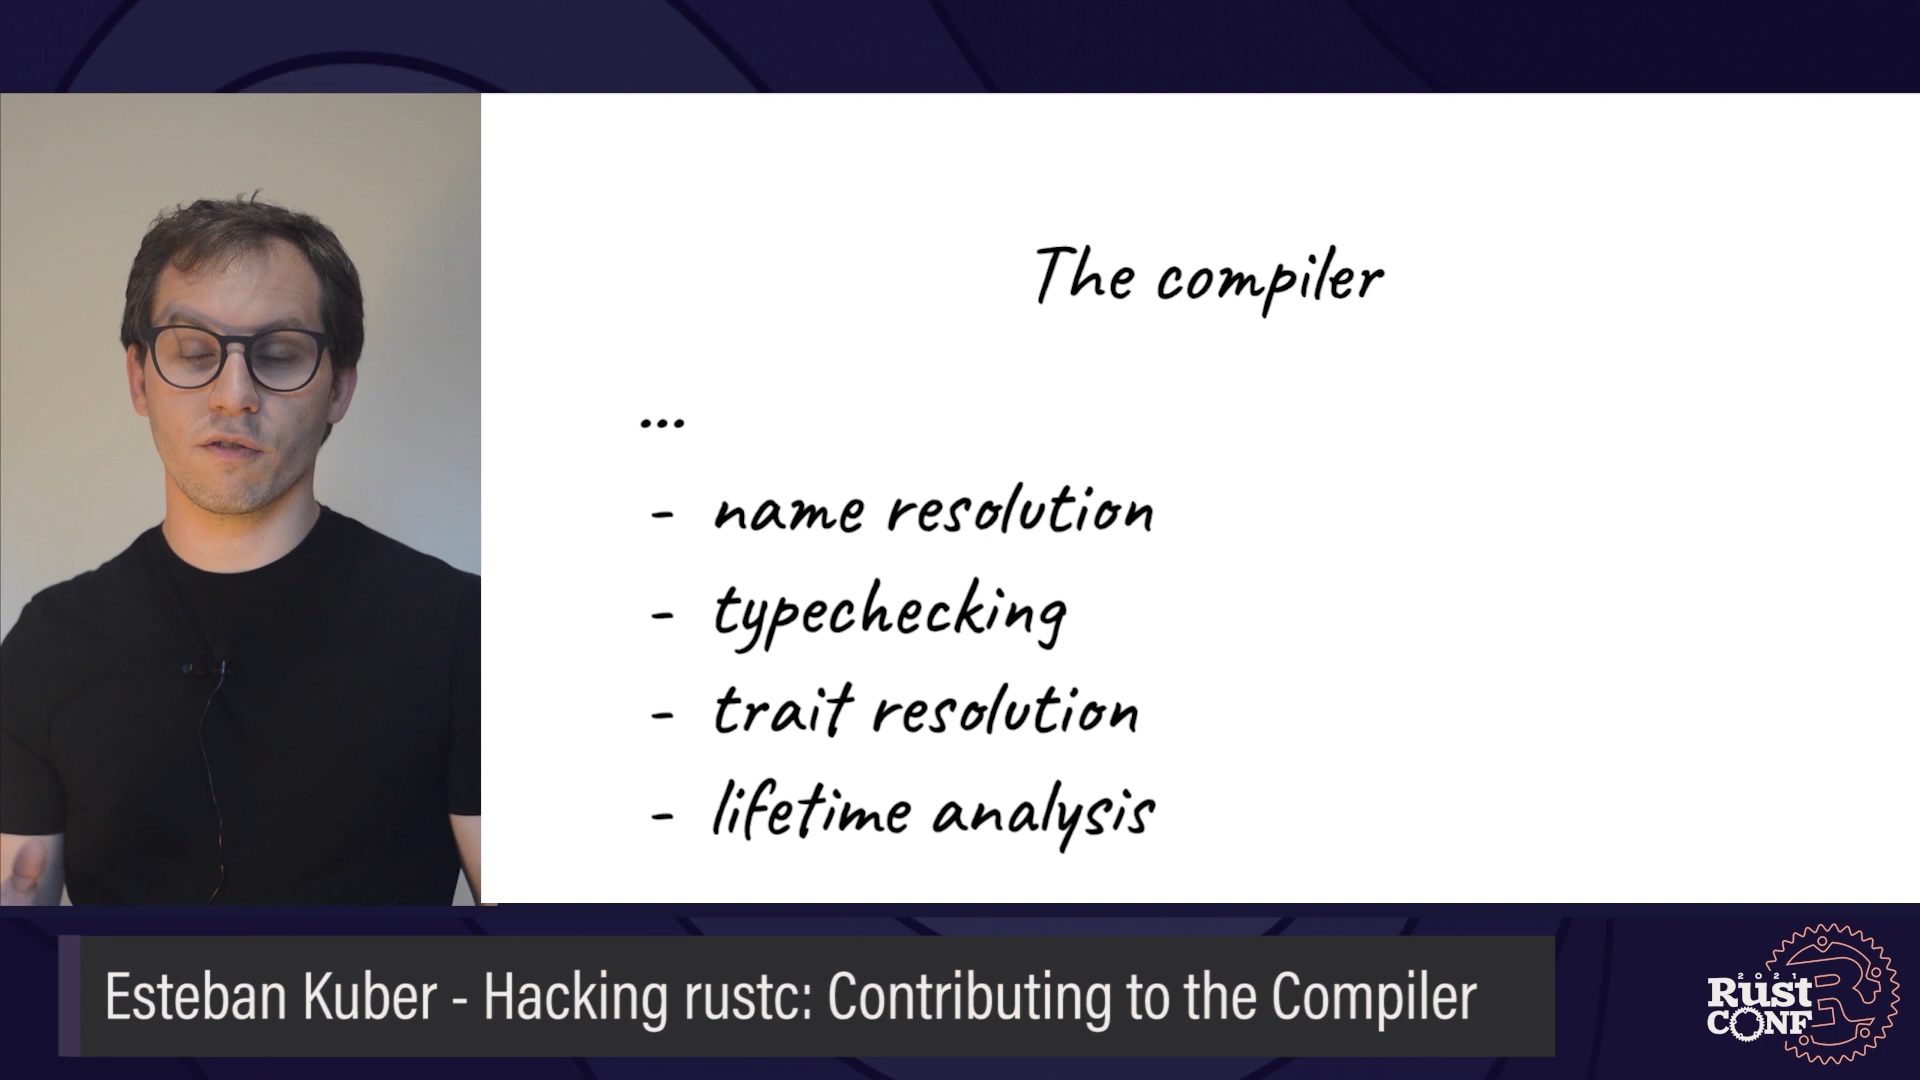 The compiler
...
- name resolution
- typechecking
- trait resolution
- lifetime analysis
Esteban Kuber - Hacking rustc: Contributing to the Compiler
2021
Rust
CONF
R